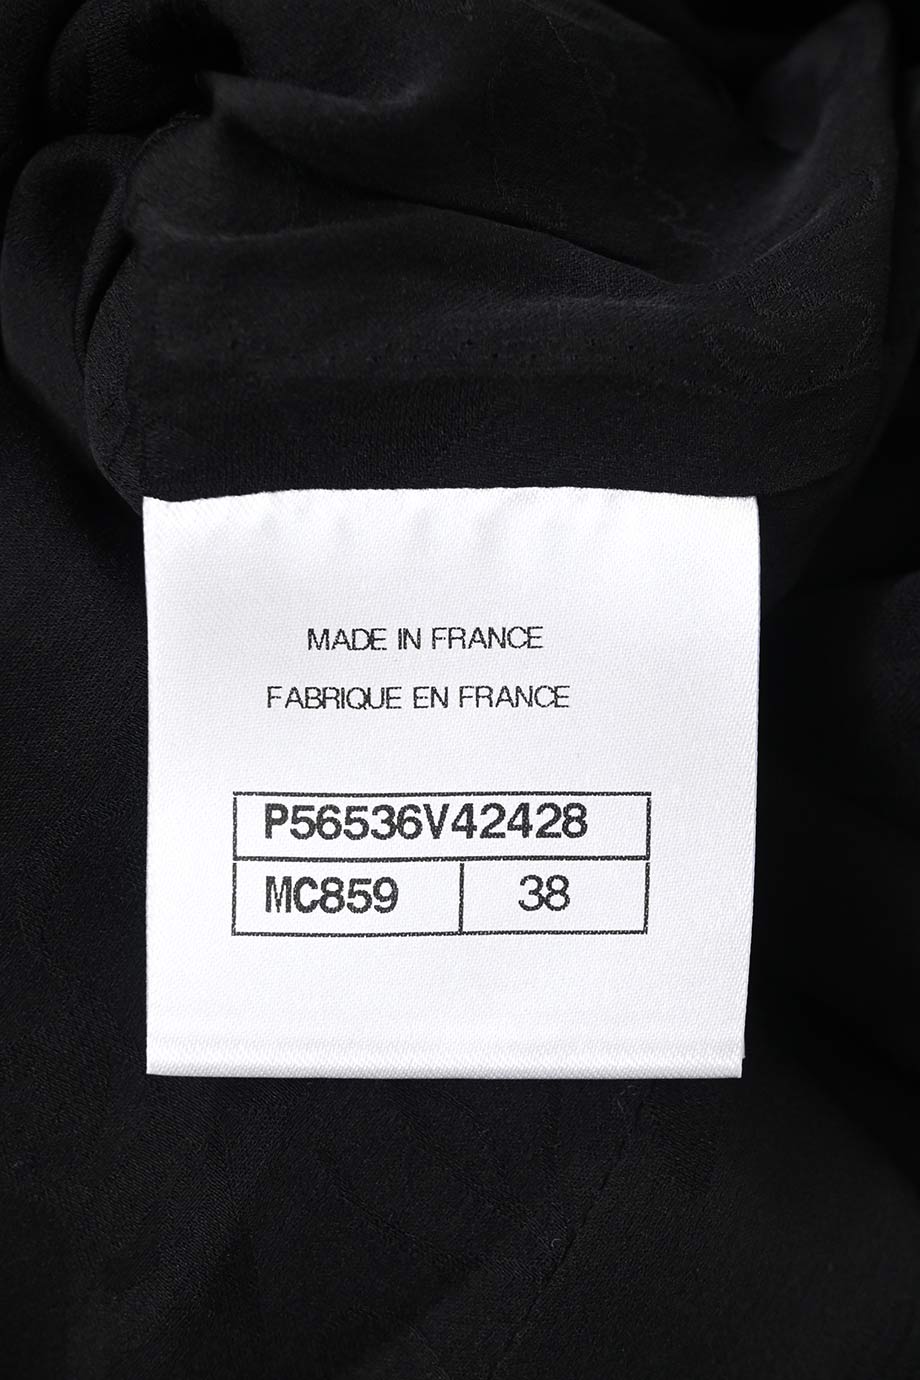 MADE IN FRANCE
FABRIQUE EN FRANCE
P56536V42428
MC859 38